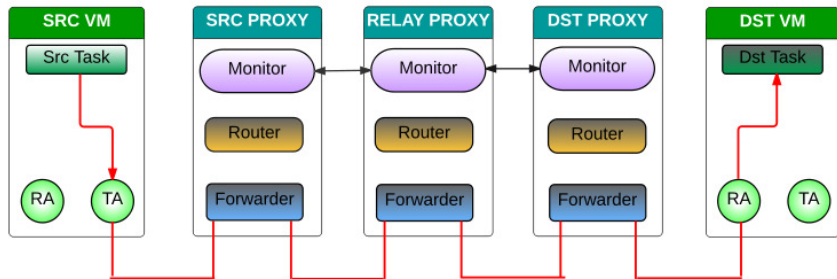 SRC VM
SRC PROXY
RELAY PROXY
DST PROXY
DST VM
Src Task
Monitor
Monitor
Monitor
Dst Task
Router
Router
Router
RA
TA
Forwarder
Forwarder
Forwarder
RA
TA